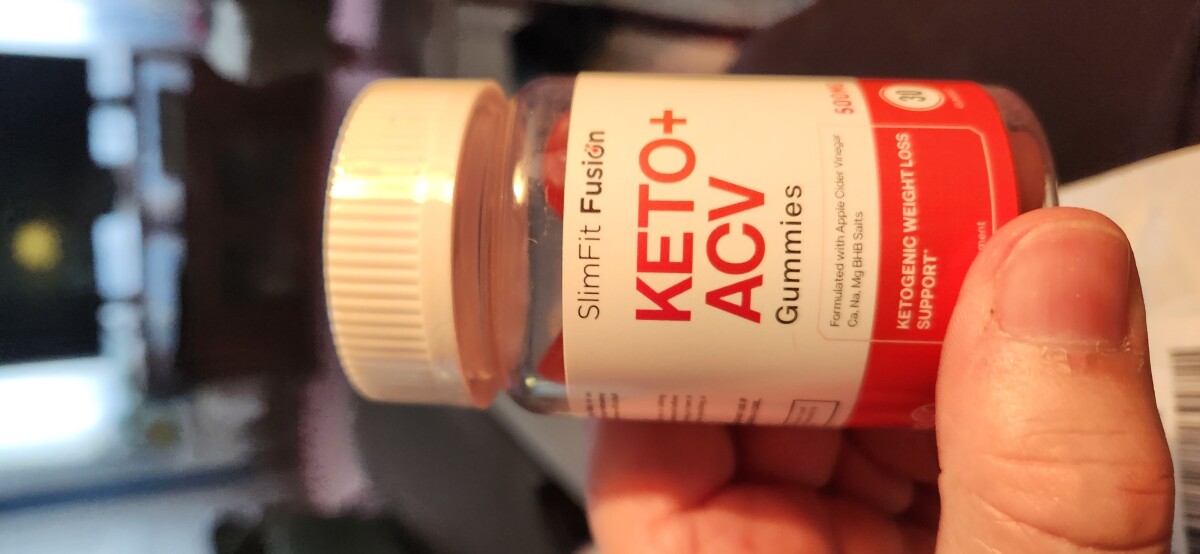 SlimFit Fusion
KETO+
ACV
Gummies
Formulated with Apple Cider Vinegar
Ca, Na, Mg BHB Salts
500MG
KETOGENIC WEIGHT LOSS
SUPPORT*
30